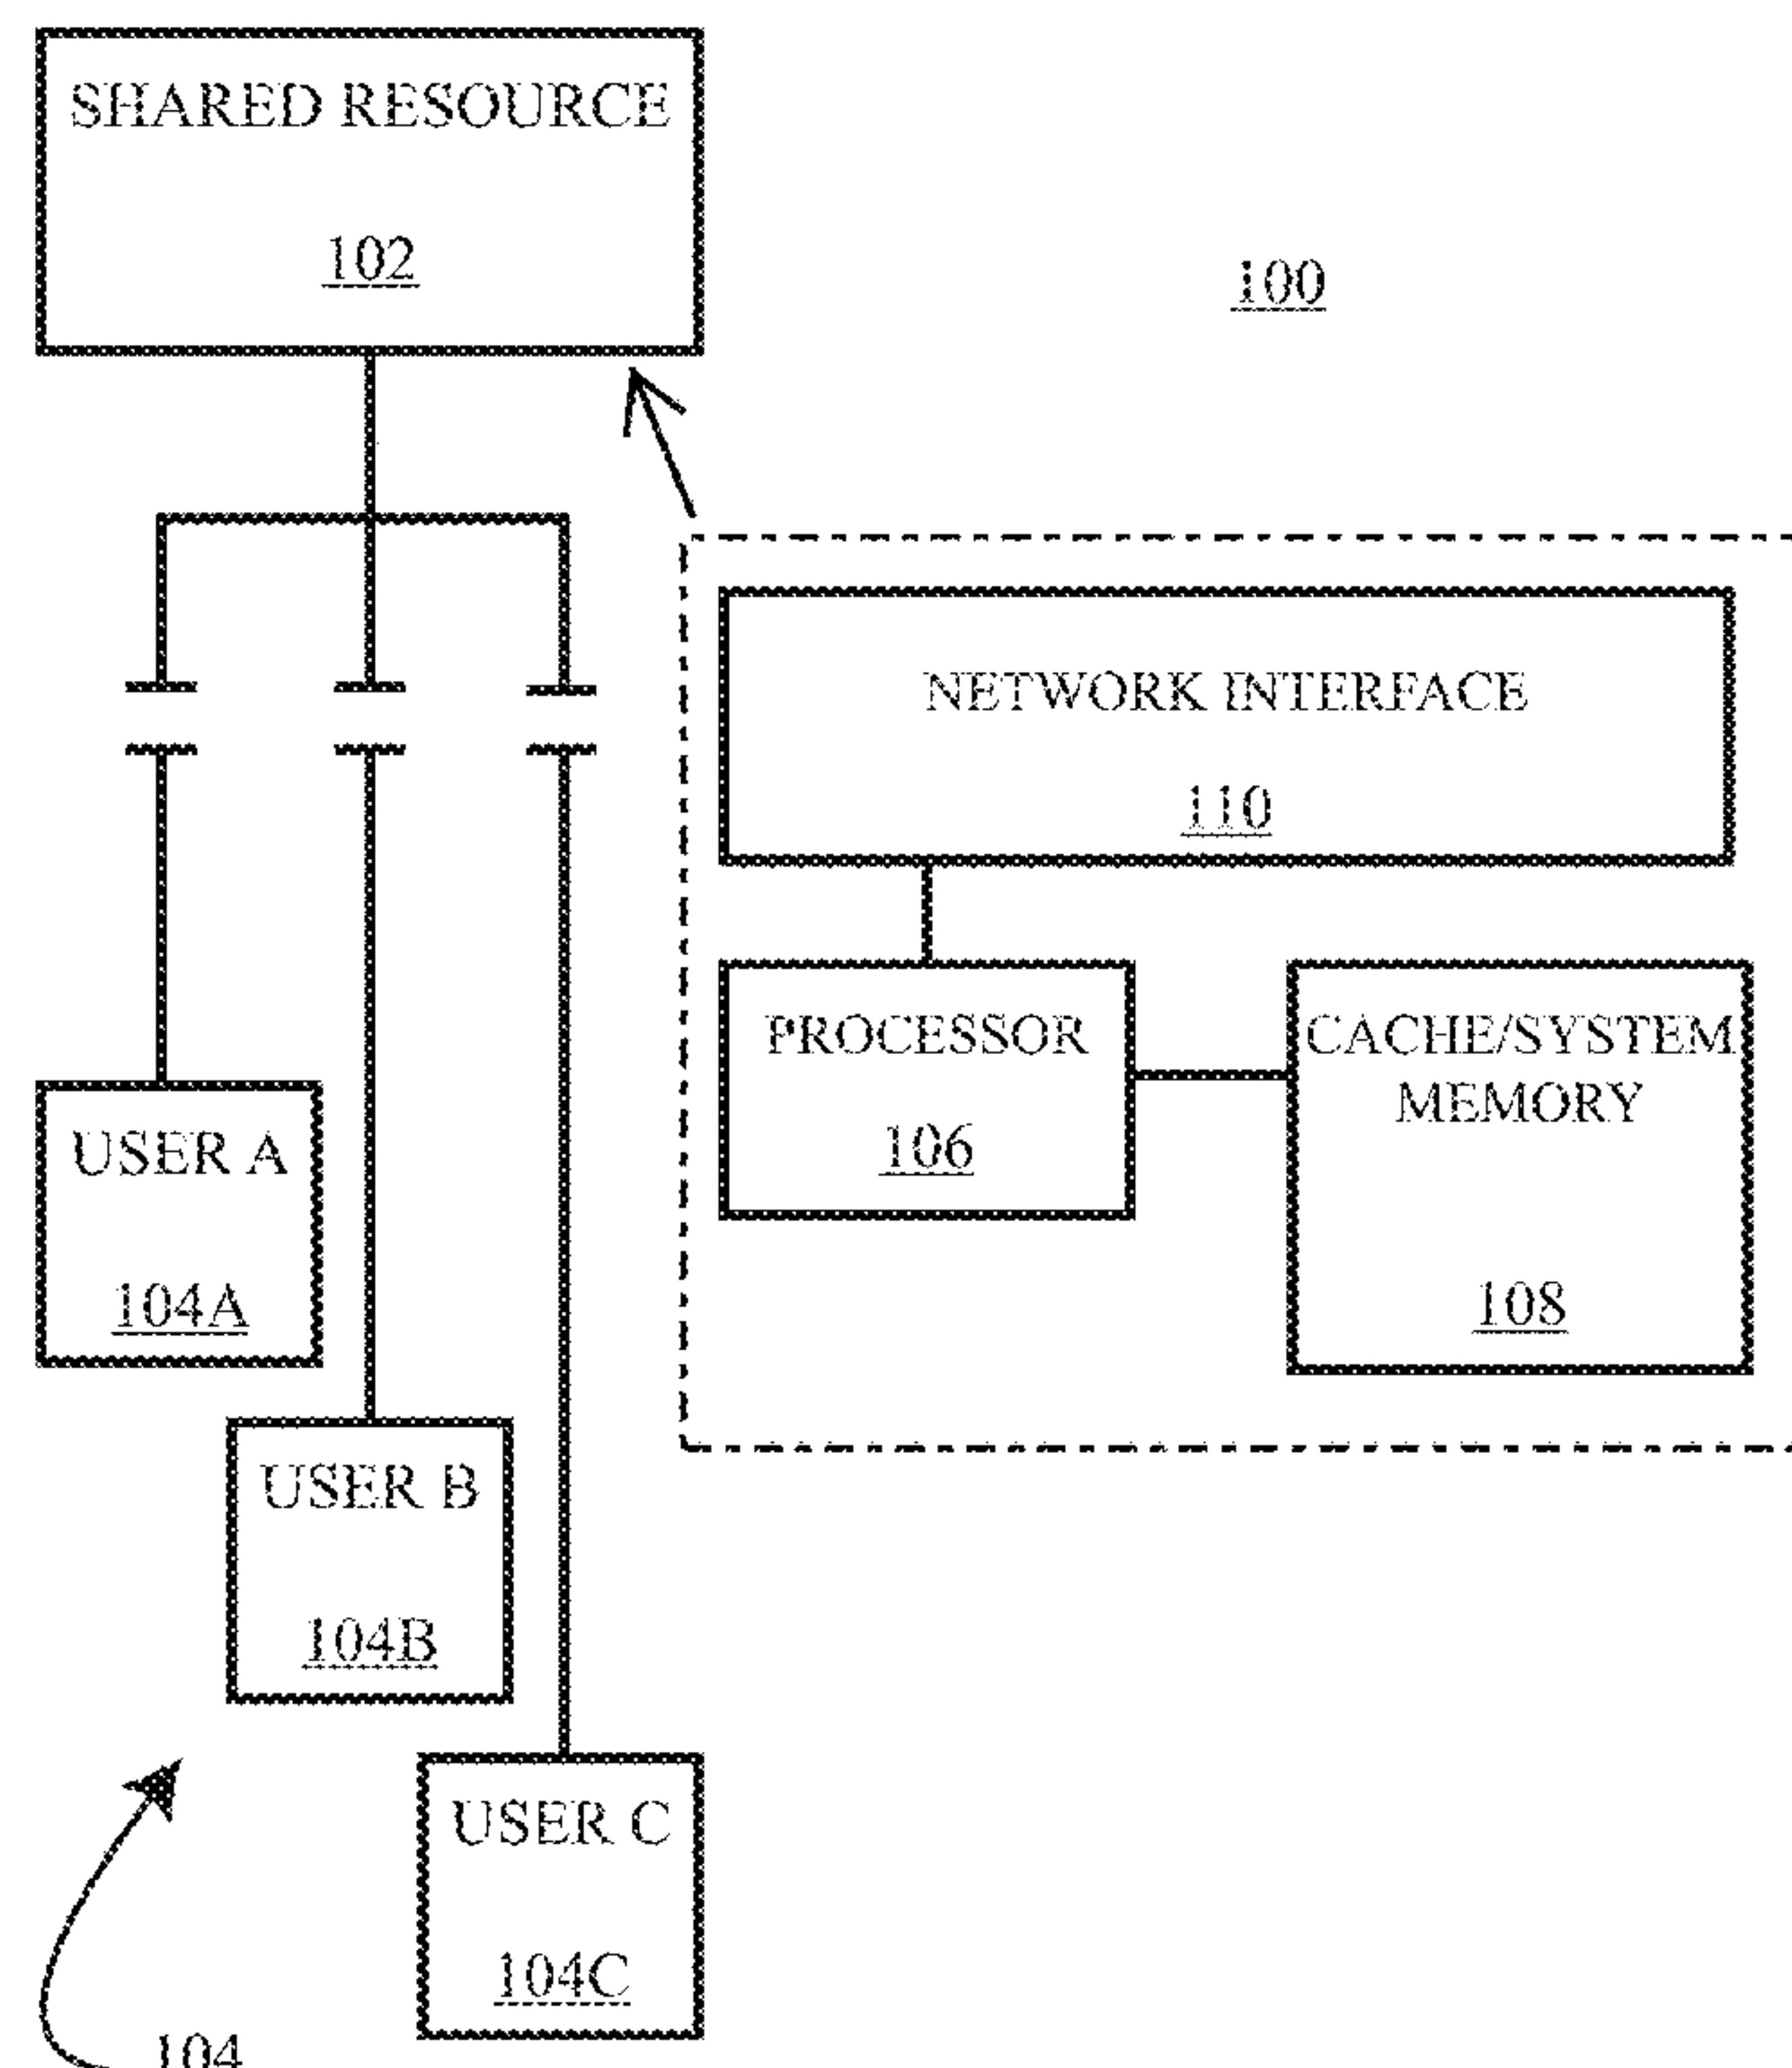 SHARED RESOURCE
102
100
NETWORK INTERFACE
110
PROCESSOR
106
CACHE/SYSTEM
MEMORY
108
USER A
104A
USER B
104B
USER C
104C
104